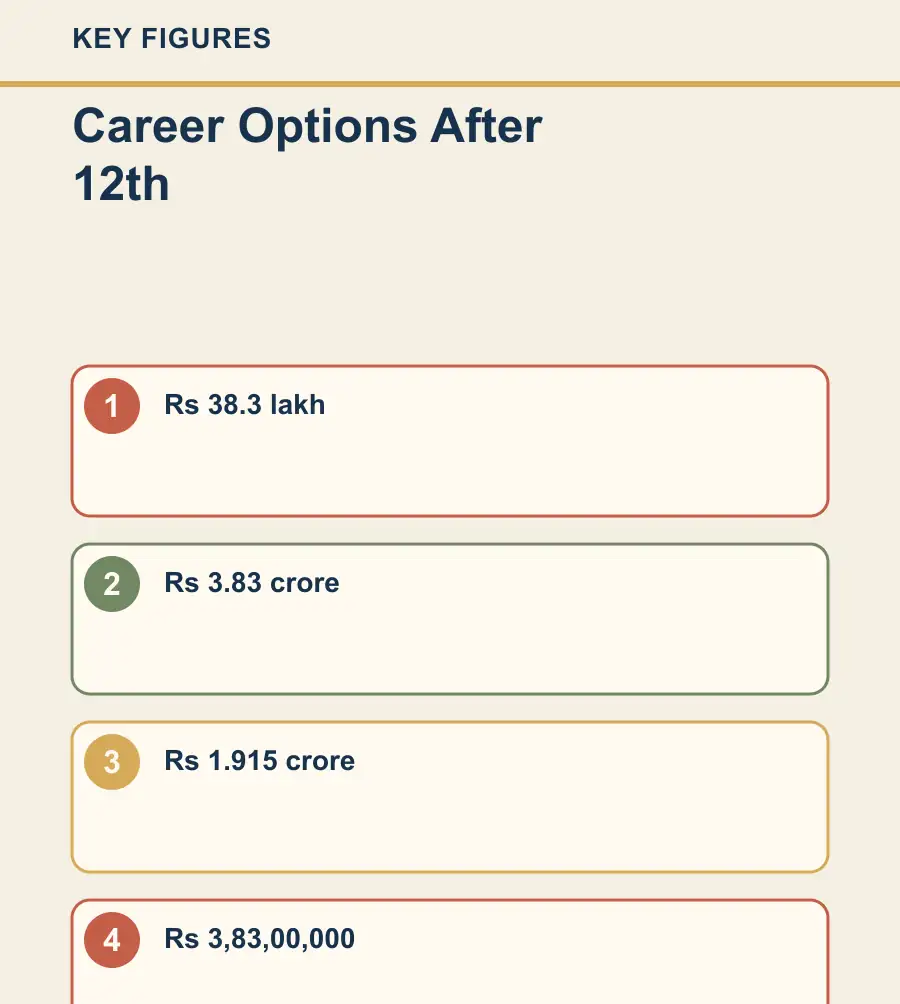 KEY FIGURES
Career Options After
12th
1 Rs 38.3 lakh
2 Rs 3.83 crore
3 Rs 1.915 crore
4 Rs 3,83,00,000